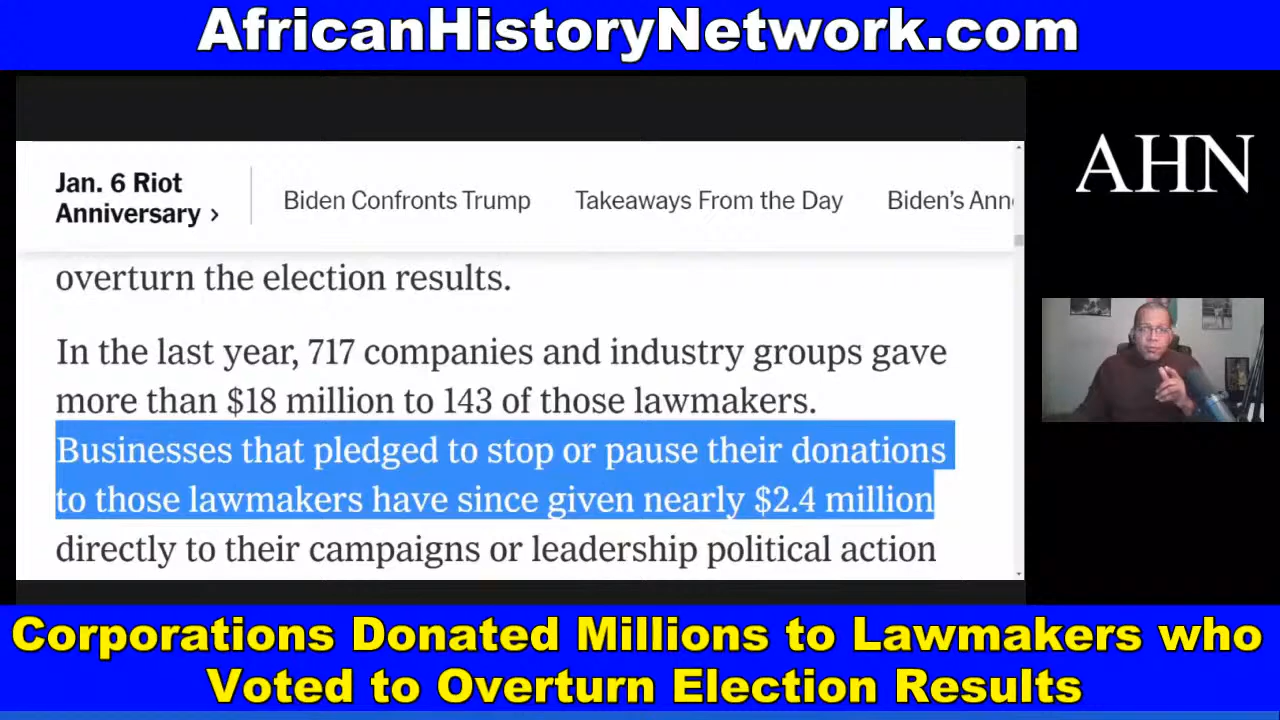 AfricanHistoryNetwork.com
AHN
Jan. 6 Riot
Anniversary ›
Biden Confronts Trump
Takeaways From the Day
Biden's Ann
overturn the election results.
In the last year, 717 companies and industry groups gave
more than $18 million to 143 of those lawmakers.
Businesses that pledged to stop or pause their donations
to those lawmakers have since given nearly $2.4 million
directly to their campaigns or leadership political action
Corporations Donated Millions to Lawmakers who
Voted to Overturn Election Results